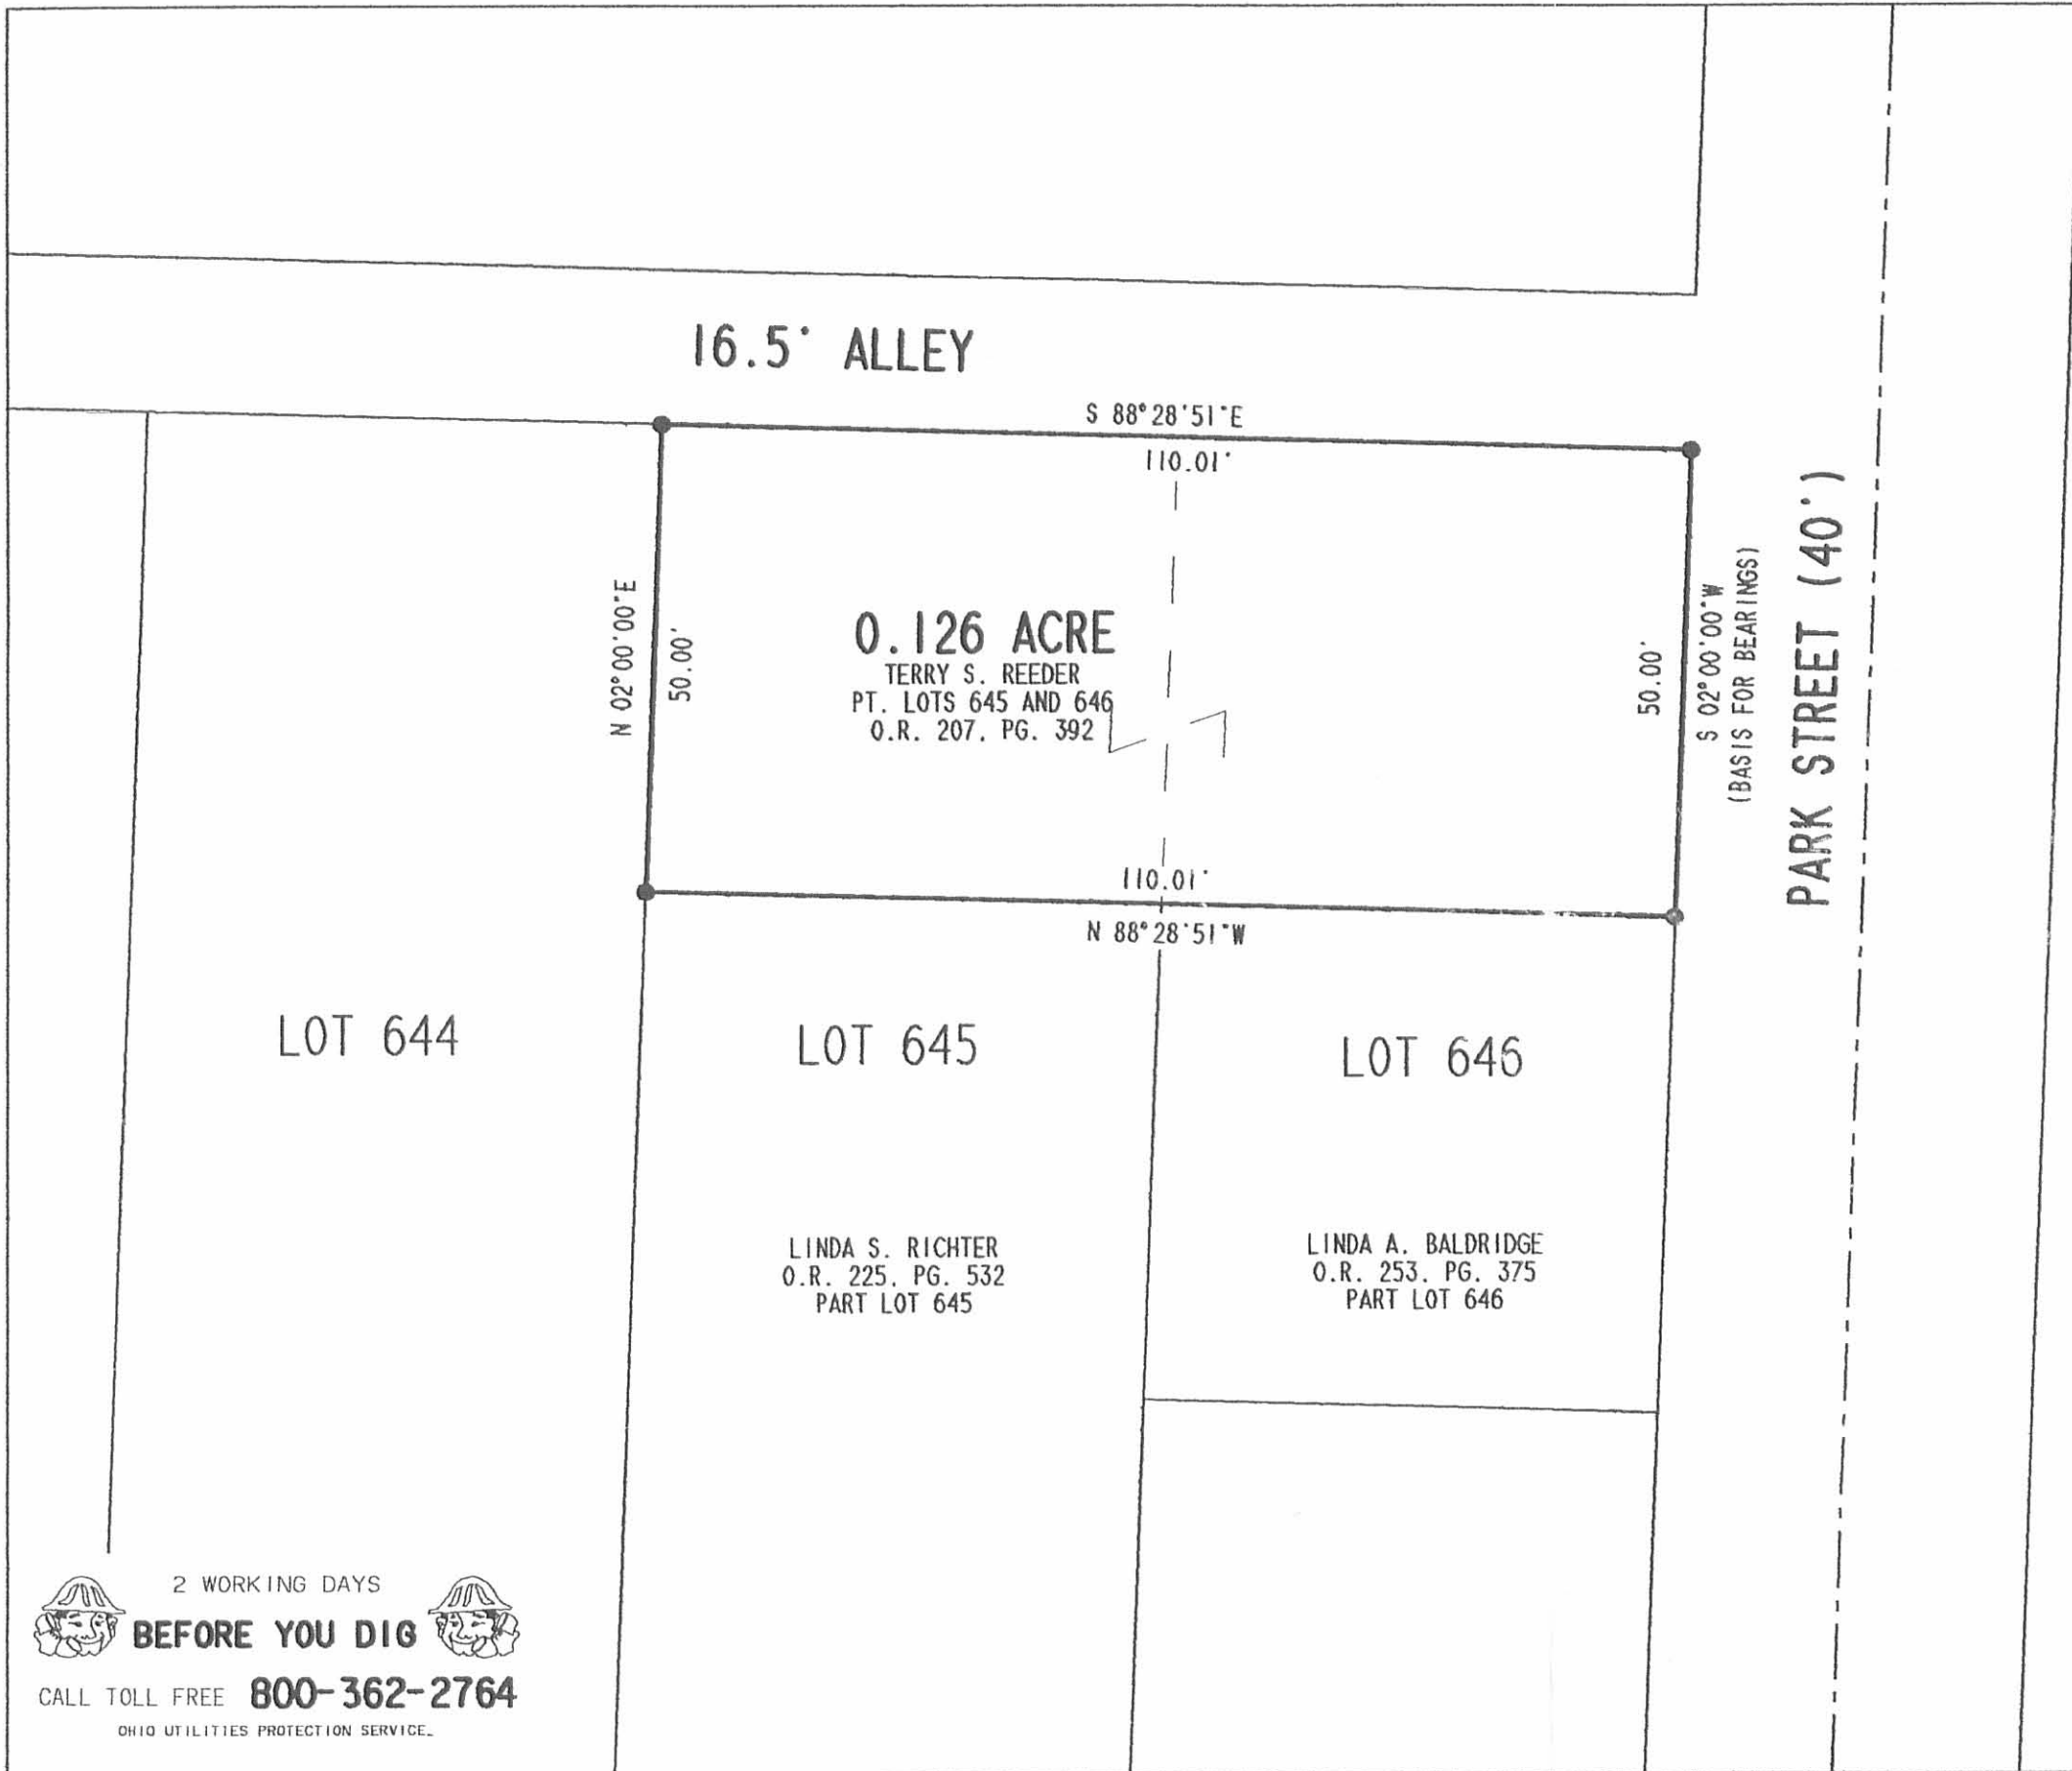 16.5' ALLEY
S 88°28'51"E
110.01'
N 02°00'00"E
50.00'
0.126 ACRE
TERRY S. REEDER
PT. LOTS 645 AND 646
O.R. 207, PG. 392
50.00'
S 02°00'00"W
(BASIS FOR BEARINGS)
PARK STREET (40')
110.01'
N 88°28'51"W
LOT 644
LOT 645
LOT 646
LINDA S. RICHTER
O.R. 225, PG. 532
PART LOT 645
LINDA A. BALDRIDGE
O.R. 253, PG. 375
PART LOT 646
2 WORKING DAYS
BEFORE YOU DIG
CALL TOLL FREE 800-362-2764
OHIO UTILITIES PROTECTION SERVICE.